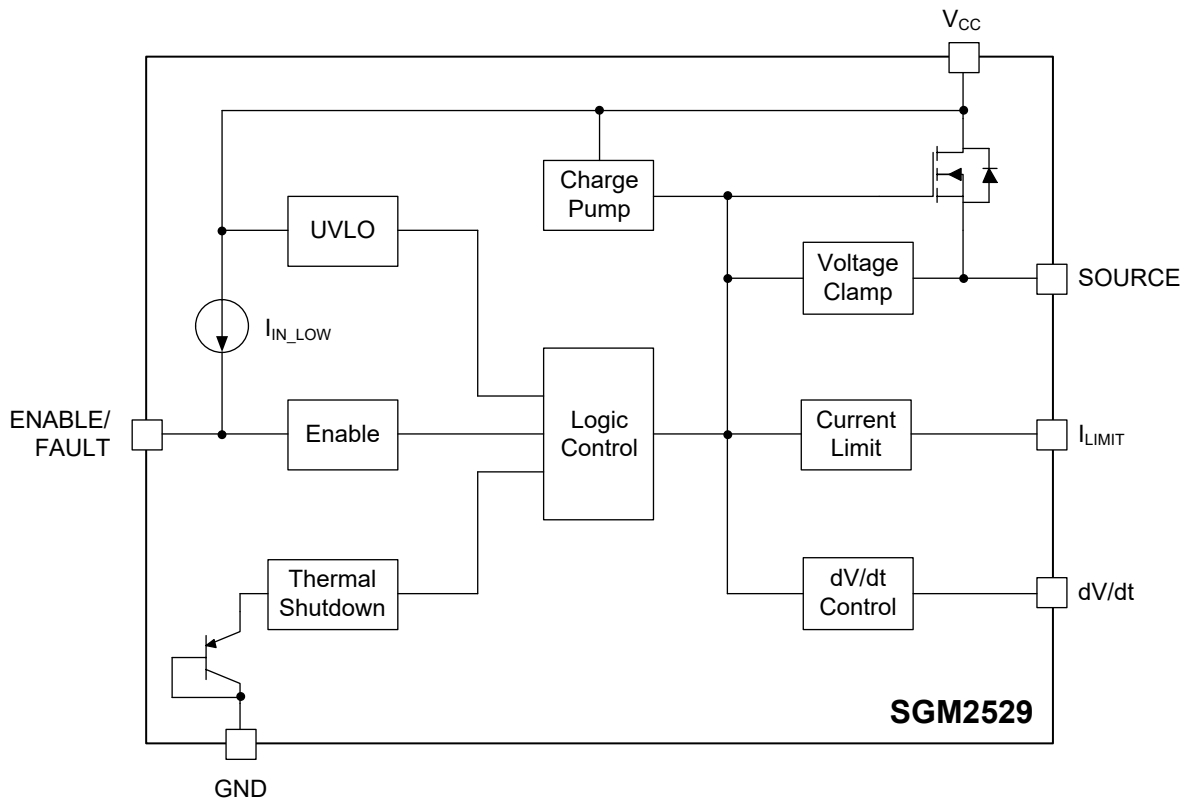 VCC
Charge
Pump
UVLO
Voltage
Clamp
SOURCE
IIN_LOW
ENABLE/
FAULT
Enable
Logic
Control
Current
Limit
ILIMIT
Thermal
Shutdown
dV/dt
Control
dV/dt
SGM2529
GND